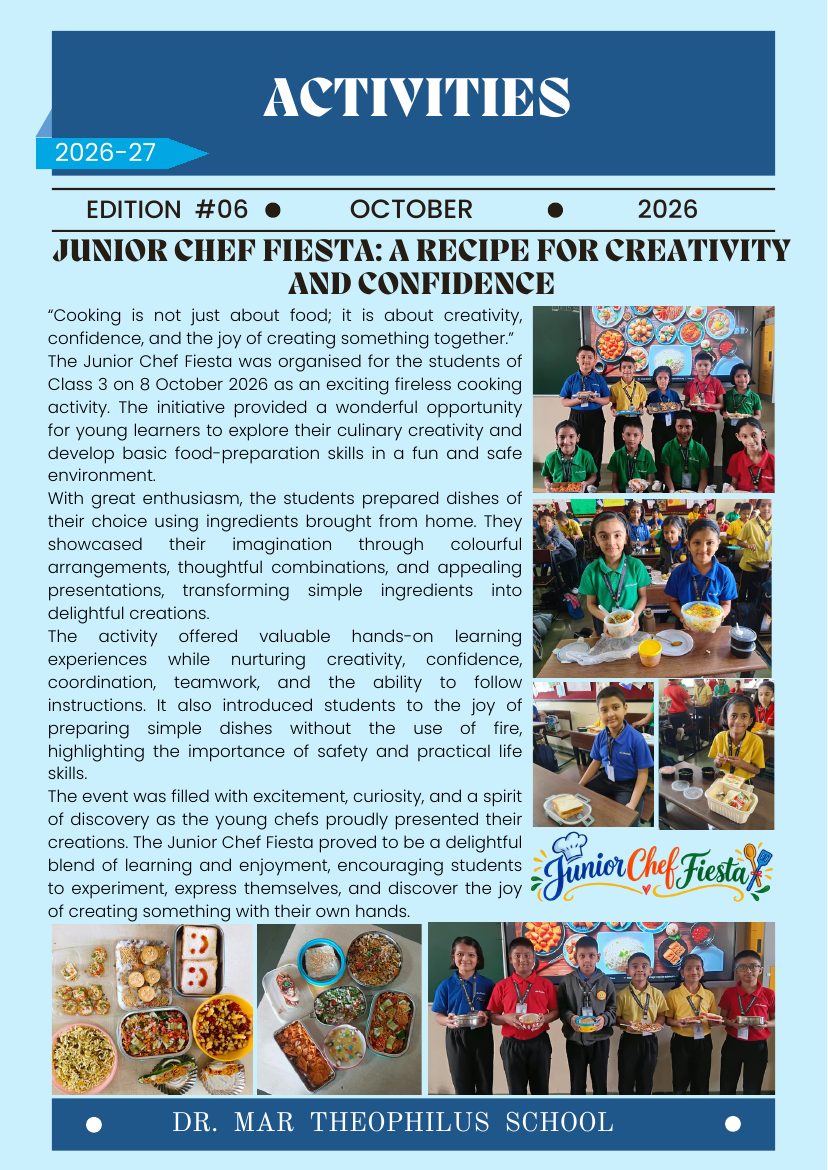 ACTIVITIES
2026-27
EDITION #06 ● OCTOBER ● 2026
JUNIOR CHEF FIESTA: A RECIPE FOR CREATIVITY
AND CONFIDENCE
“Cooking is not just about food; it is about creativity,
confidence, and the joy of creating something together.”
The Junior Chef Fiesta was organised for the students of
Class 3 on 8 October 2026 as an exciting fireless cooking
activity. The initiative provided a wonderful opportunity
for young learners to explore their culinary creativity and
develop basic food-preparation skills in a fun and safe
environment.
With great enthusiasm, the students prepared dishes of
their choice using ingredients brought from home. They
showcased their imagination through colourful
arrangements, thoughtful combinations, and appealing
presentations, transforming simple ingredients into
delightful creations.
The activity offered valuable hands-on learning
experiences while nurturing creativity, confidence,
coordination, teamwork, and the ability to follow
instructions. It also introduced students to the joy of
preparing simple dishes without the use of fire,
highlighting the importance of safety and practical life
skills.
The event was filled with excitement, curiosity, and a spirit
of discovery as the young chefs proudly presented their
creations. The Junior Chef Fiesta proved to be a delightful
blend of learning and enjoyment, encouraging students
to experiment, express themselves, and discover the joy
of creating something with their own hands.
Junior Chef Fiesta
DR. MAR THEOPHILUS SCHOOL